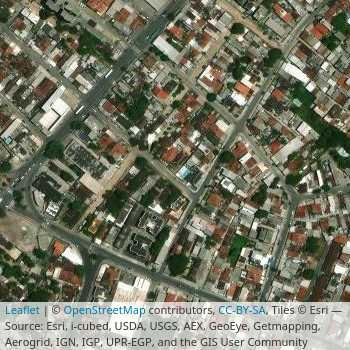 Leaflet | © OpenStreetMap contributors, CC-BY-SA, Tiles © Esri —
Source: Esri, i-cubed, USDA, USGS, AEX, GeoEye, Getmapping,
Aerogrid, IGN, IGP, UPR-EGP, and the GIS User Community